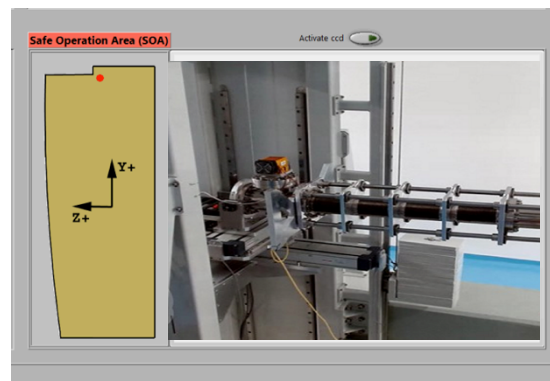 Safe Operation Area (SOA)
Activate ccd
Y+
Z+